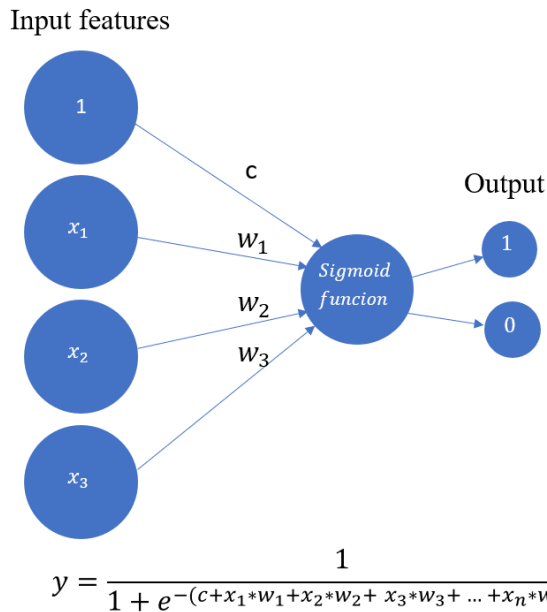 Input features
1
c
Output
x₁
w₁
1
Sigmoid
funcion
w₂
0
x₂
w₃
x₃
y = 1 / 1 + e^−(c+x₁*w₁+x₂*w₂+ x₃*w₃+ ... +xₙ*w